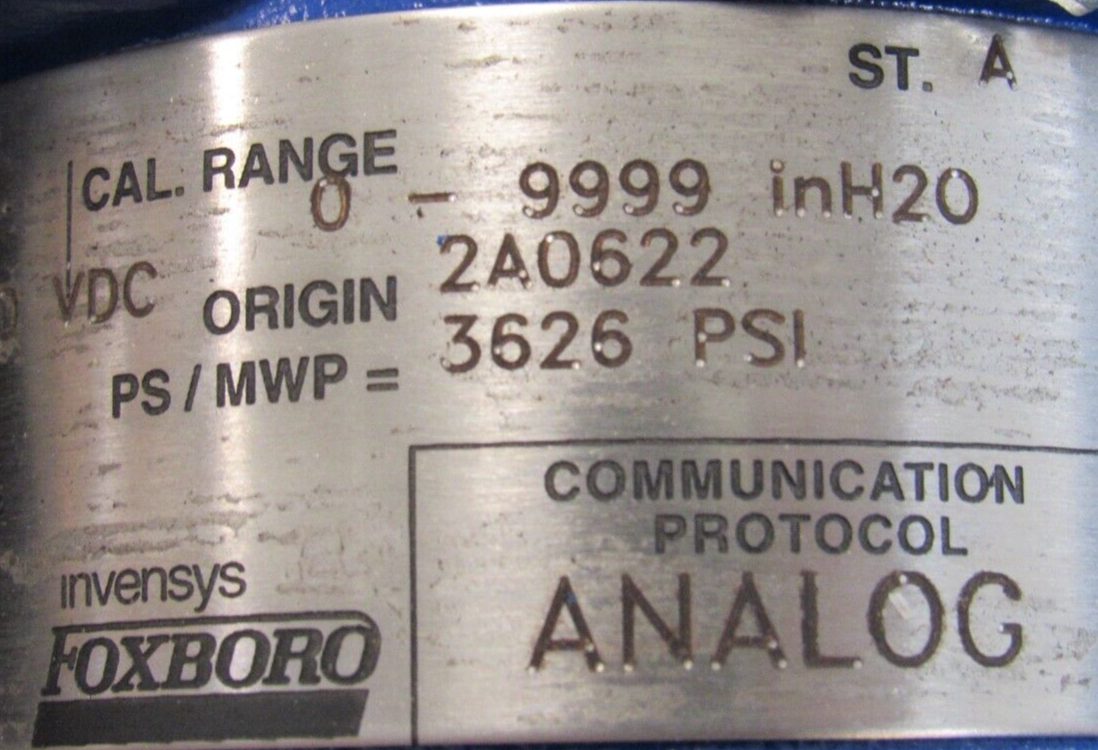 ST. A
CAL. RANGE
0 - 9999 inH2O
VDC ORIGIN 2A0622
PS / MWP = 3626 PSI
COMMUNICATION
PROTOCOL
ANALOG
invensys
FOXBORO